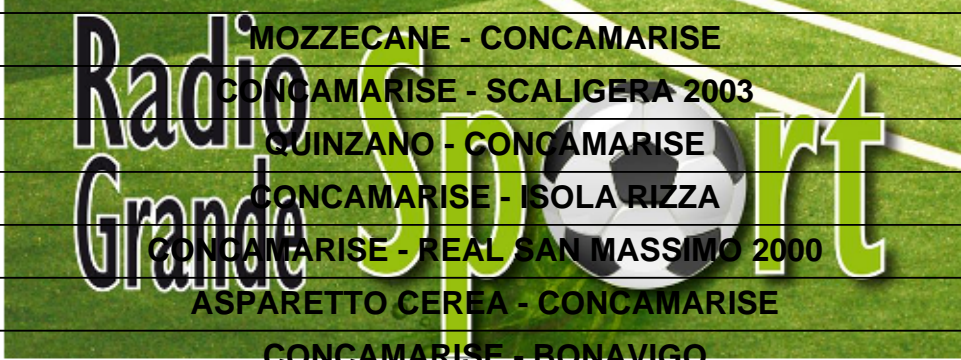 Radio Grande Sport
MOZZECANE - CONCAMARISE
CONCAMARISE - SCALIGERA 2003
QUINZANO - CONCAMARISE
CONCAMARISE - ISOLA RIZZA
CONCAMARISE - REAL SAN MASSIMO 2000
ASPARETTO CEREA - CONCAMARISE
CONCAMARISE - BONAVIGO